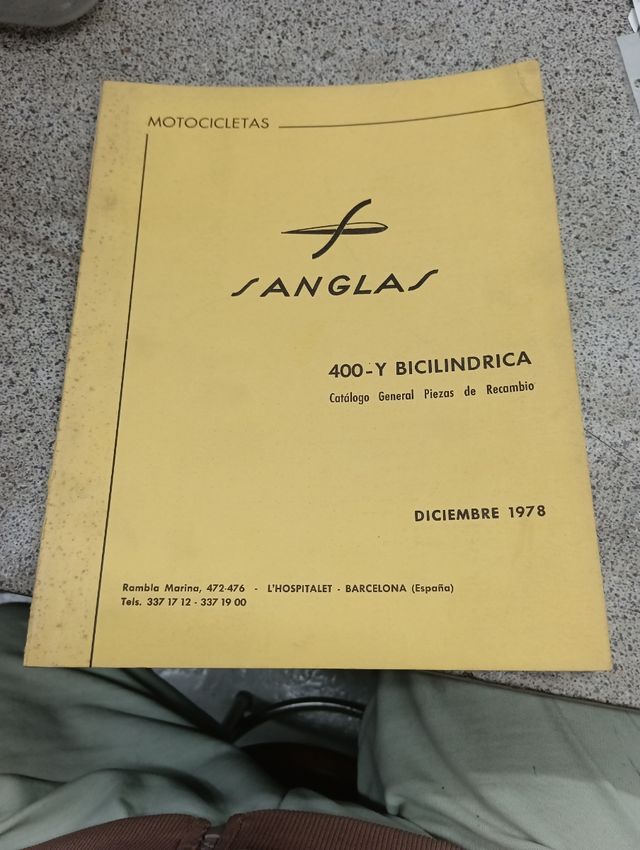 MOTOCICLETAS
SANGLAS
400-Y BICILINDRICA
Catálogo General Piezas de Recambio
DICIEMBRE 1978
Rambla Marina, 472-476 - L'HOSPITALET - BARCELONA (España)
Tels. 337 17 12 - 337 19 00